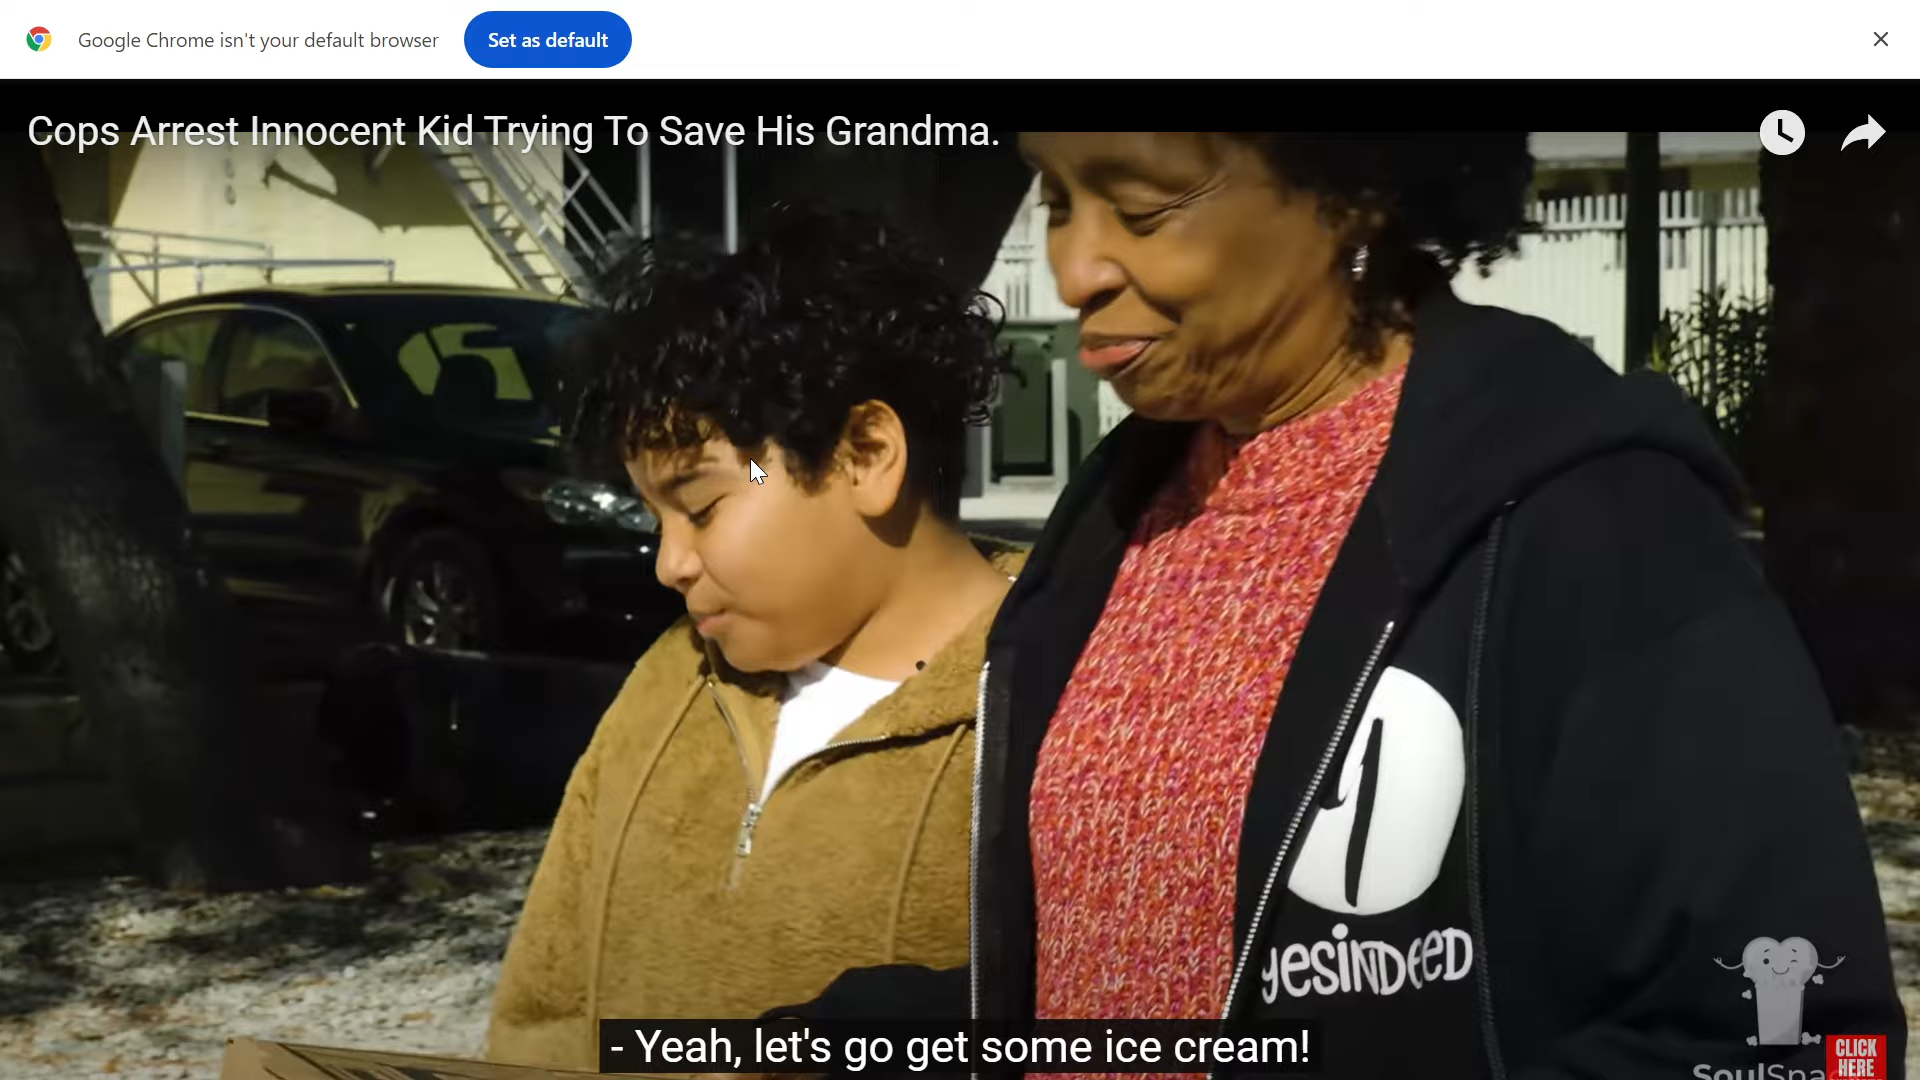 Google Chrome isn't your default browser
Set as default
Cops Arrest Innocent Kid Trying To Save His Grandma.
yesiNDeeD
- Yeah, let's go get some ice cream!
CLICK
HERE